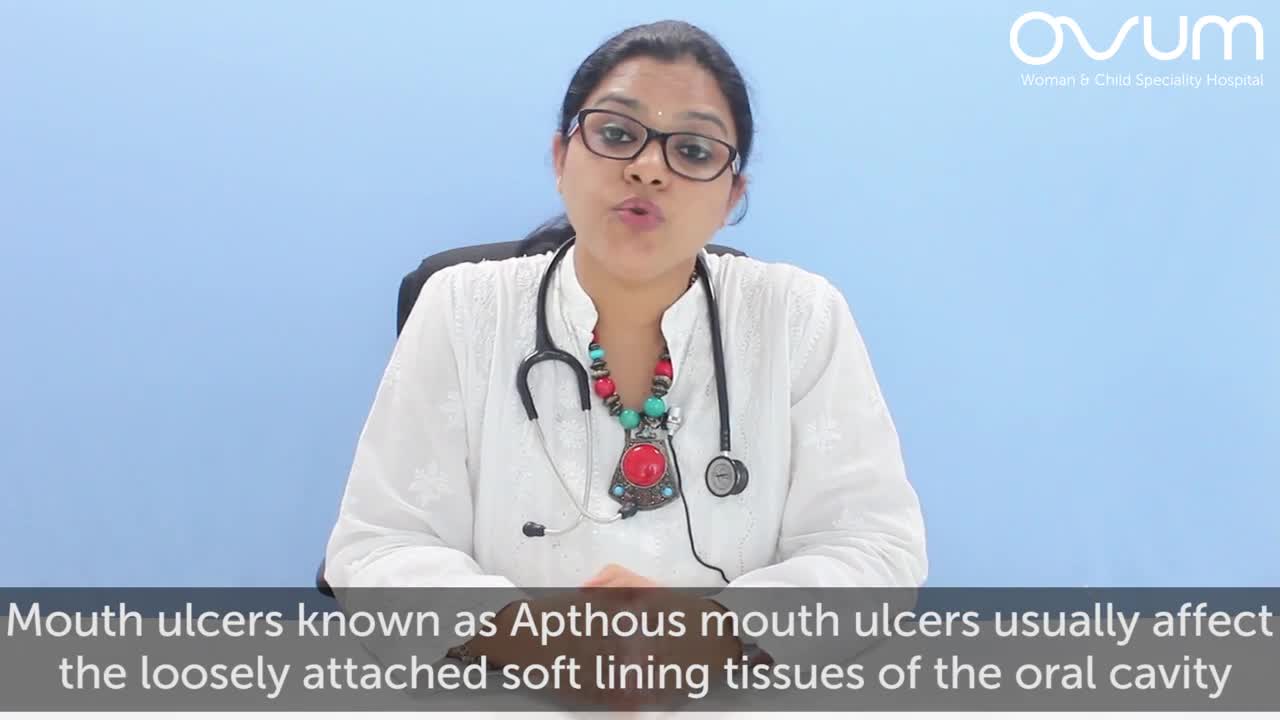 ovum
Woman & Child Speciality Hospital
Mouth ulcers known as Apthous mouth ulcers usually affect
the loosely attached soft lining tissues of the oral cavity